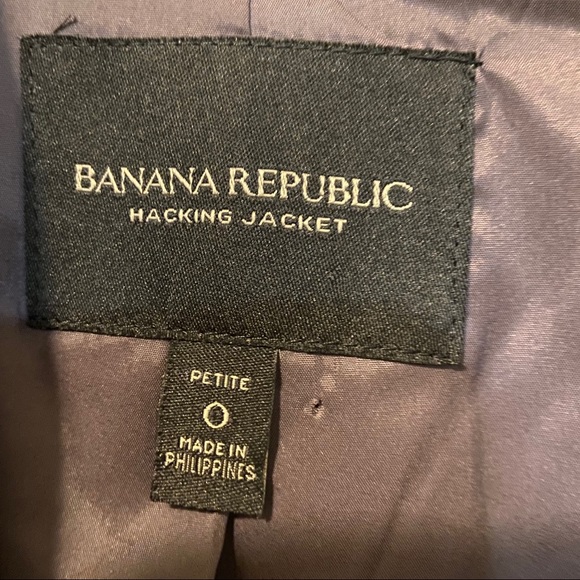 BANANA REPUBLIC
HACKING JACKET
PETITE
0
MADE IN
PHILIPPINES